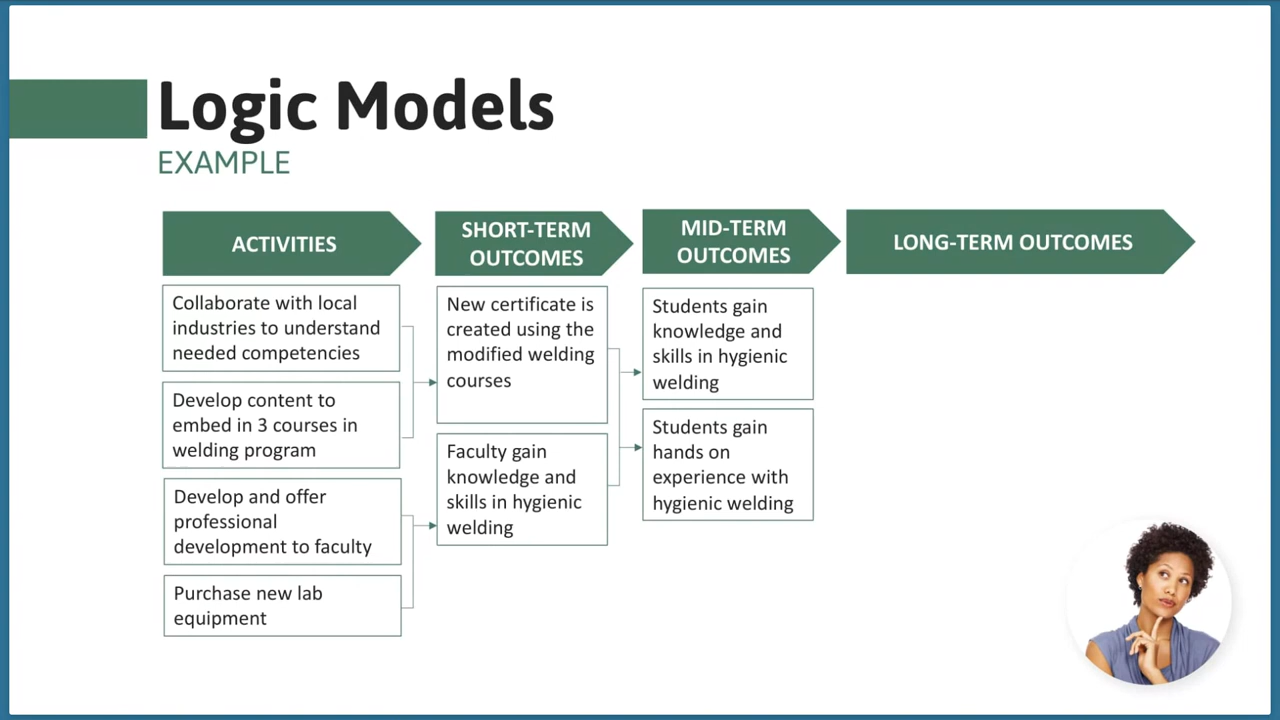 Logic Models
EXAMPLE
ACTIVITIES
SHORT-TERM
OUTCOMES
MID-TERM
OUTCOMES
LONG-TERM OUTCOMES
Collaborate with local
industries to understand
needed competencies
Develop content to
embed in 3 courses in
welding program
Develop and offer
professional
development to faculty
Purchase new lab
equipment
New certificate is
created using the
modified welding
courses
Faculty gain
knowledge and
skills in hygienic
welding
Students gain
knowledge and
skills in hygienic
welding
Students gain
hands on
experience with
hygienic welding